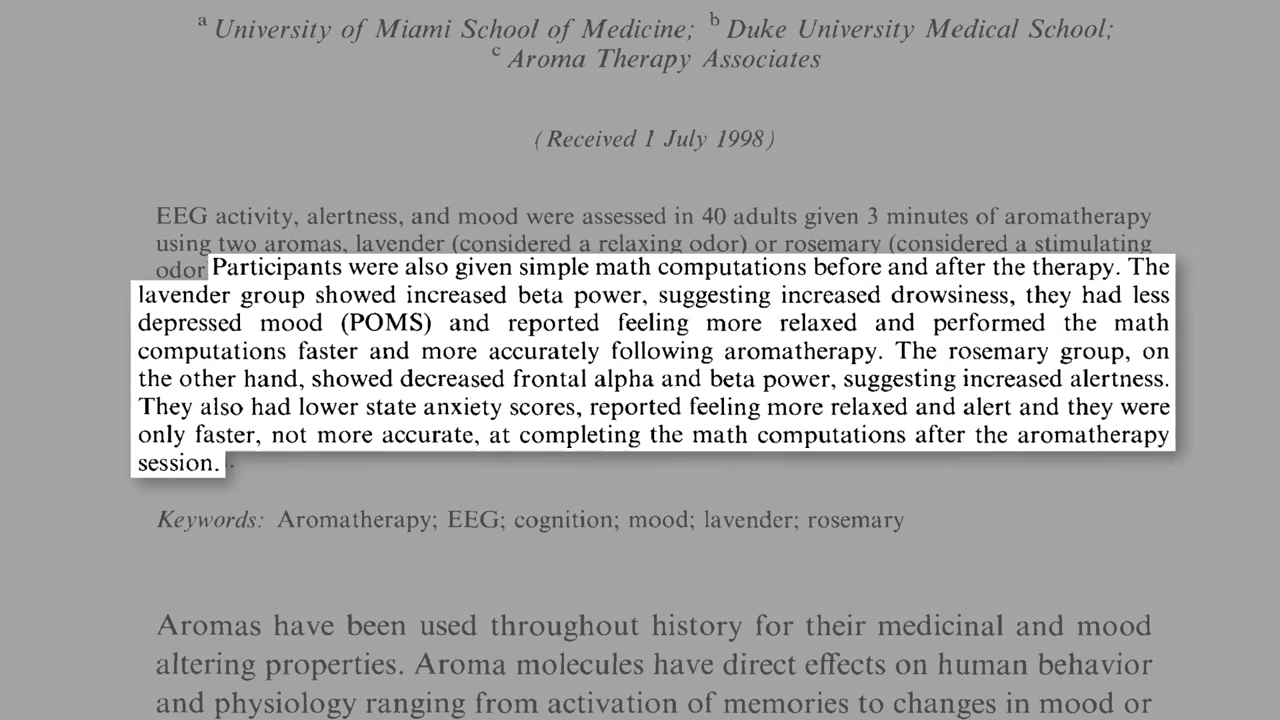 a University of Miami School of Medicine; b Duke University Medical School;
c Aroma Therapy Associates
(Received 1 July 1998)
EEG activity, alertness, and mood were assessed in 40 adults given 3 minutes of aromatherapy
using two aromas, lavender (considered a relaxing odor) or rosemary (considered a stimulating
odor
Participants were also given simple math computations before and after the therapy. The
lavender group showed increased beta power, suggesting increased drowsiness, they had less
depressed mood (POMS) and reported feeling more relaxed and performed the math
computations faster and more accurately following aromatherapy. The rosemary group, on
the other hand, showed decreased frontal alpha and beta power, suggesting increased alertness.
They also had lower state anxiety scores, reported feeling more relaxed and alert and they were
only faster, not more accurate, at completing the math computations after the aromatherapy
session.
Keywords: Aromatherapy; EEG; cognition; mood; lavender; rosemary
Aromas have been used throughout history for their medicinal and mood
altering properties. Aroma molecules have direct effects on human behavior
and physiology ranging from activation of memories to changes in mood or